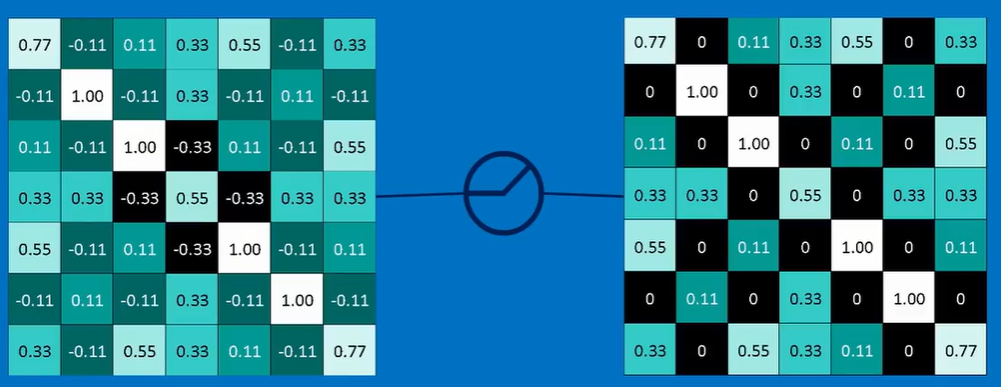 0.77 -0.11 0.11 0.33 0.55 -0.11 0.33
-0.11 1.00 -0.11 0.33 -0.11 0.11 -0.11
0.11 -0.11 1.00 -0.33 0.11 -0.11 0.55
0.33 0.33 -0.33 0.55 -0.33 0.33 0.33
0.55 -0.11 0.11 -0.33 1.00 -0.11 0.11
-0.11 0.11 -0.11 0.33 -0.11 1.00 -0.11
0.33 -0.11 0.55 0.33 0.11 -0.11 0.77
0.77 0 0.11 0.33 0.55 0 0.33
0 1.00 0 0.33 0 0.11 0
0.11 0 1.00 0 0.11 0 0.55
0.33 0.33 0 0.55 0 0.33 0.33
0.55 0 0.11 0 1.00 0 0.11
0 0.11 0 0.33 0 1.00 0
0.33 0 0.55 0.33 0.11 0 0.77